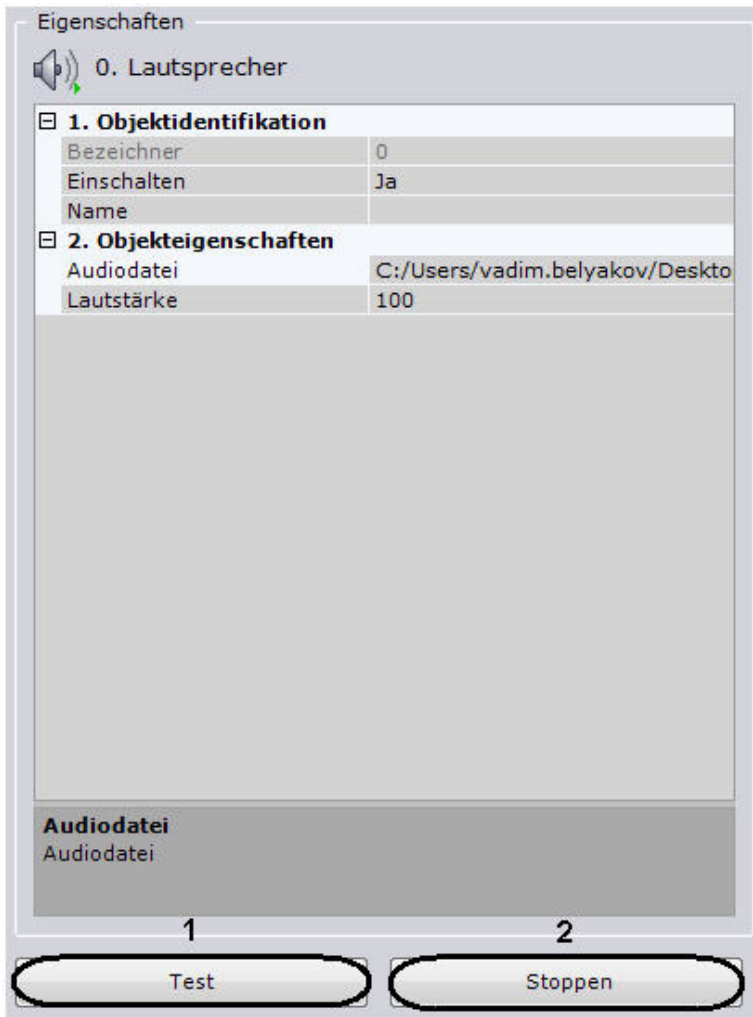 Eigenschaften
0. Lautsprecher
1. Objektidentifikation
Bezeichner 0
Einschalten Ja
Name
2. Objekteigenschaften
Audiodatei C:/Users/vadim.belyakov/Deskto
Lautstärke 100
Audiodatei
Audiodatei
1 2
Test Stoppen